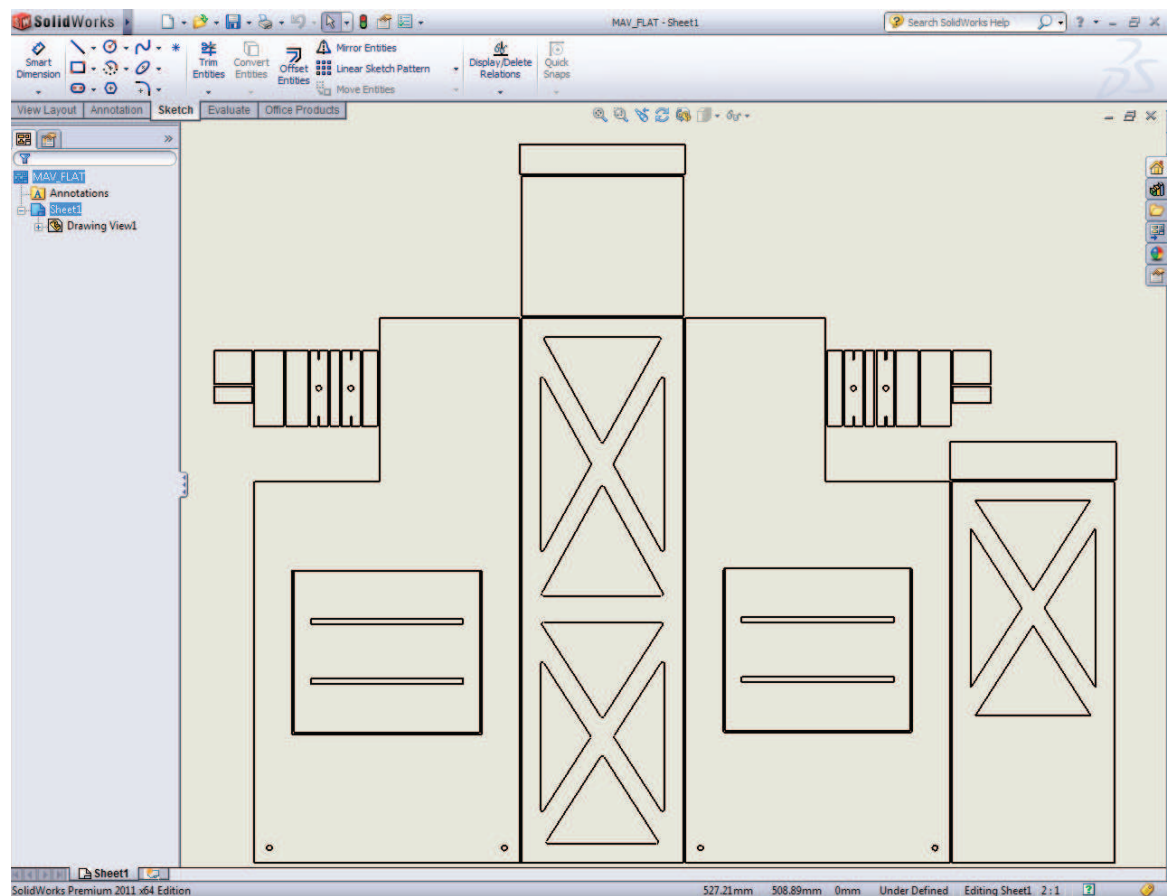 SolidWorks
MAV_FLAT - Sheet1
Search SolidWorks Help
Smart
Dimension
Trim
Entities
Convert
Entities
Offset
Entities
Mirror Entities
Linear Sketch Pattern
Move Entities
Display/Delete
Relations
Quick
Snaps
View Layout
Annotation
Sketch
Evaluate
Office Products
MAV_FLAT
A Annotations
Sheet1
Drawing View1
Sheet1
SolidWorks Premium 2011 x64 Edition
527.21mm 508.89mm 0mm Under Defined Editing Sheet1 2 : 1